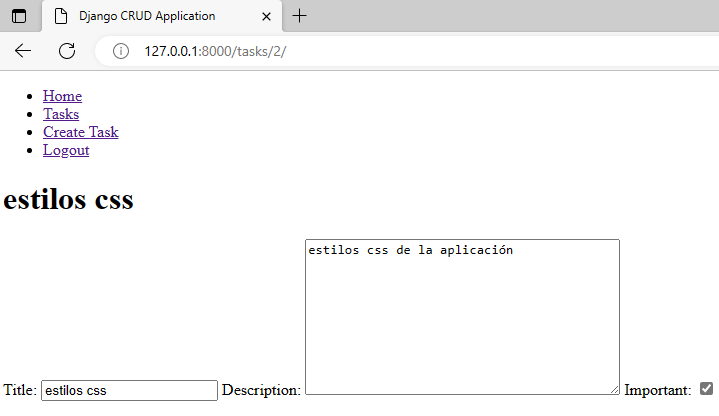 Django CRUD Application
127.0.0.1:8000/tasks/2/
Home
Tasks
Create Task
Logout
estilos css
estilos css de la aplicación
Title: estilos css Description: Important: